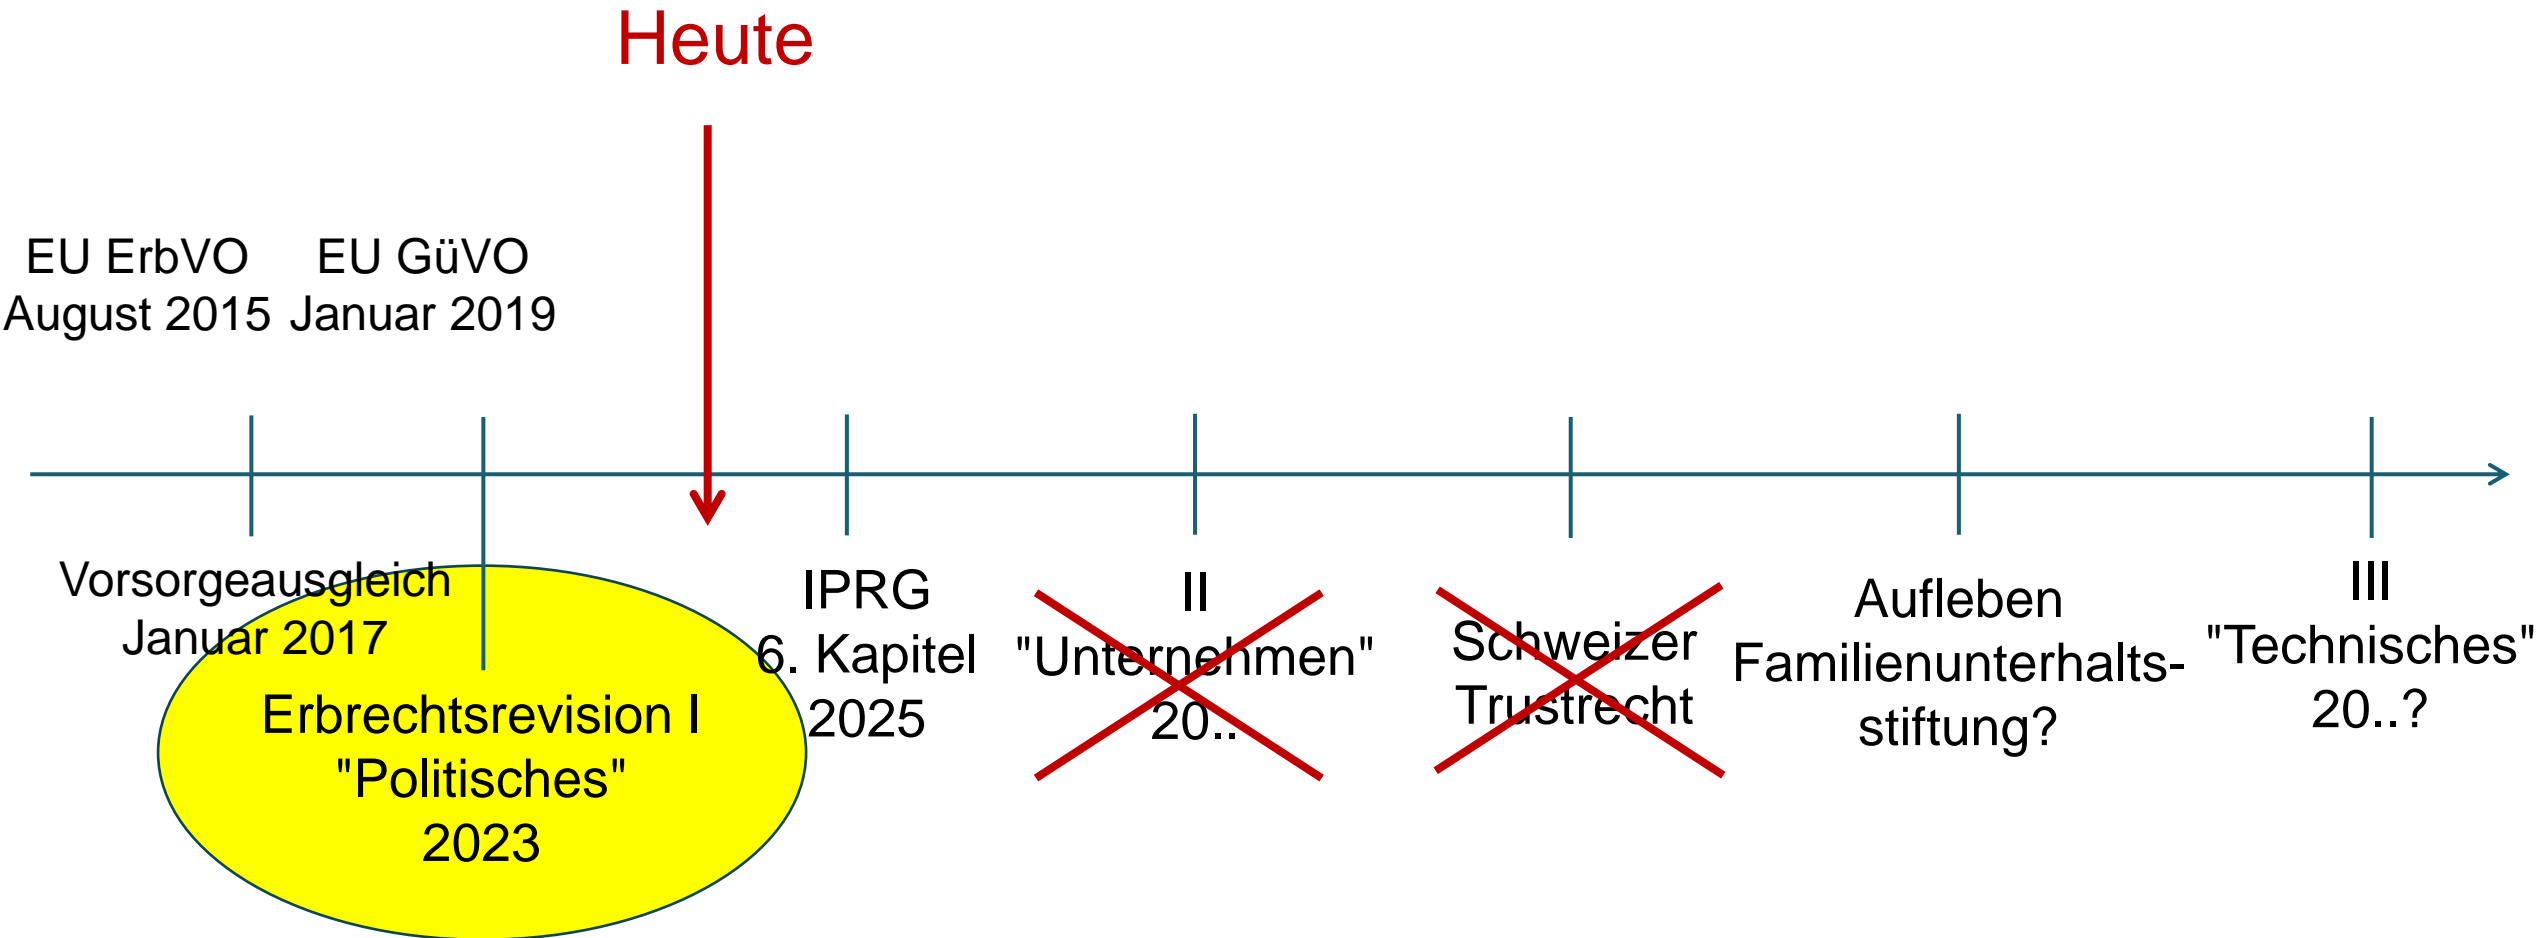 Heute
EU ErbVO
August 2015
EU GüVO
Januar 2019
Vorsorgeausgleich
Januar 2017
Erbrechtsrevision I
"Politisches"
2023
IPRG
6. Kapitel
2025
II
"Unternehmen"
20..
Schweizer
Trustrecht
Aufleben
Familienunterhalts-
stiftung?
III
"Technisches"
20..?